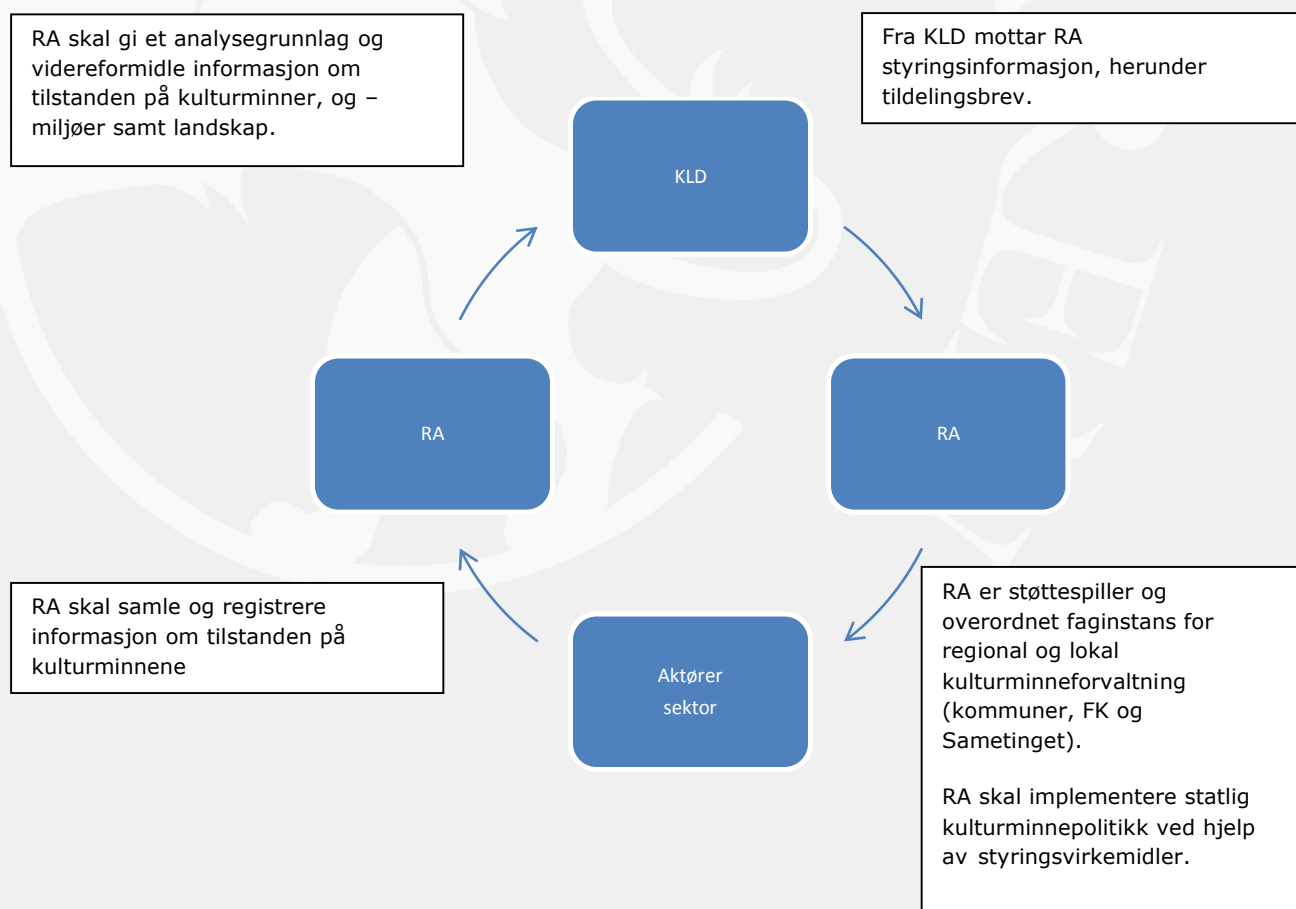 RA skal gi et analysegrunnlag og
videreformidle informasjon om
tilstanden på kulturminner, og –
miljøer samt landskap.
Fra KLD mottar RA
styringsinformasjon, herunder
tildelingsbrev.
KLD
RA
RA
RA skal samle og registrere
informasjon om tilstanden på
kulturminnene
Aktører
sektor
RA er støttespiller og
overordnet faginstans for
regional og lokal
kulturminneforvaltning
(kommuner, FK og
Sametinget).
RA skal implementere statlig
kulturminnepolitikk ved hjelp
av styringsvirkemidler.